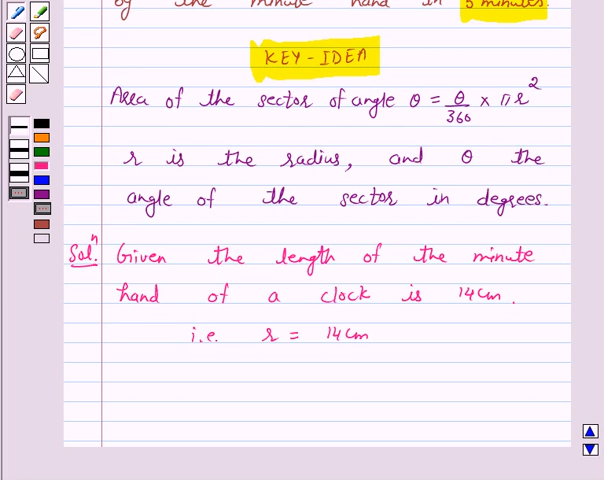 by the minute hand in 5 minutes.
KEY-IDEA
Area of the sector of angle θ = θ/360 × πr²
r is the radius, and θ the
angle of the sector in degrees.
Solⁿ. Given the length of the minute
hand of a clock is 14cm.
i.e. r = 14cm